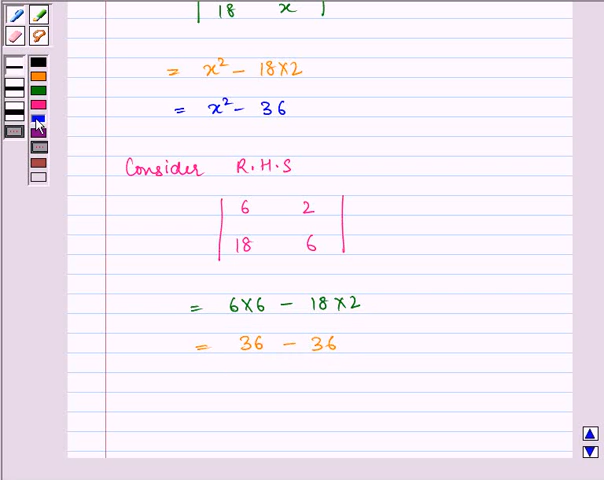 | 18 x |
= x² - 18×2
= x² - 36
Consider R.H.S
| 6 2 |
| 18 6 |
= 6×6 - 18×2
= 36 - 36